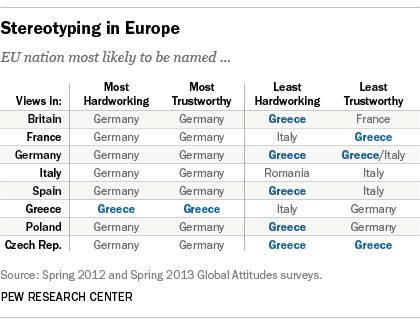 Stereotyping in Europe
EU nation most likely to be named ...
Views in: Most Hardworking Most Trustworthy Least Hardworking Least Trustworthy
Britain Germany Germany Greece France
France Germany Germany Italy Greece
Germany Germany Germany Greece Greece/Italy
Italy Germany Germany Romania Italy
Spain Germany Germany Greece Italy
Greece Greece Greece Italy Germany
Poland Germany Germany Greece Germany
Czech Rep. Germany Germany Greece Greece
Source: Spring 2012 and Spring 2013 Global Attitudes surveys.
PEW RESEARCH CENTER